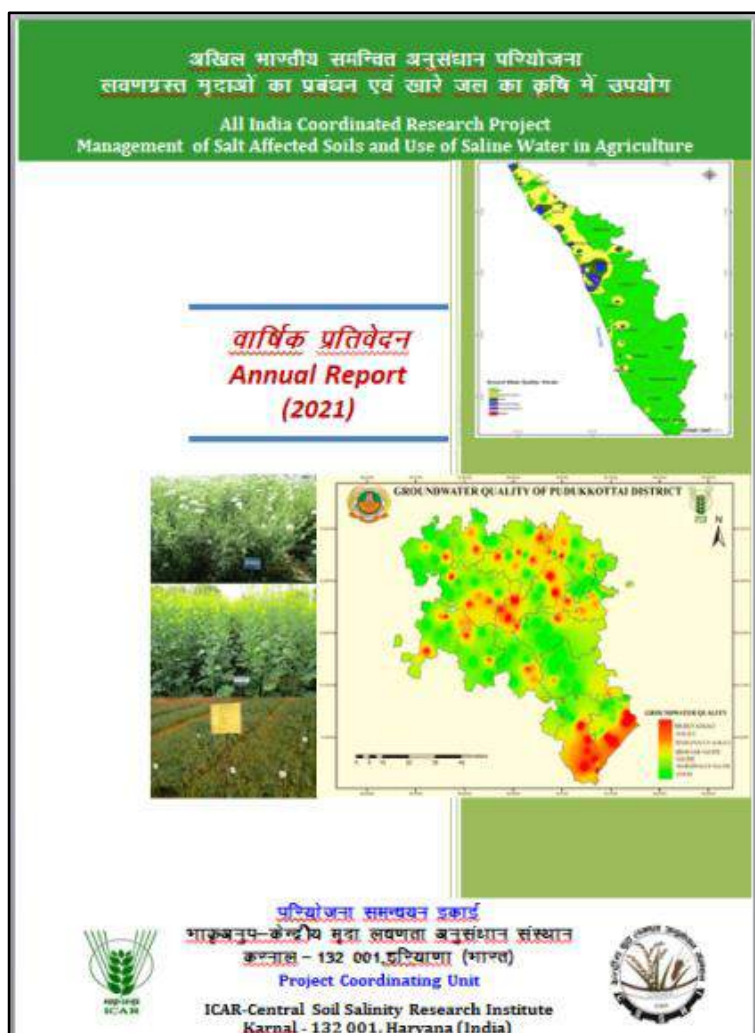 अखिल भारतीय समन्वित अनुसंधान परियोजना
लवणग्रस्त मृदाओं का प्रबंधन एवं खारे जल का कृषि में उपयोग
All India Coordinated Research Project
Management of Salt Affected Soils and Use of Saline Water in Agriculture
वार्षिक प्रतिवेदन
Annual Report
(2021)
GROUNDWATER QUALITY OF PUDUKKOTTAI DISTRICT
N
GROUNDWATER QUALITY
परियोजना समन्वयन इकाई
भाकृअनुप–केन्द्रीय मृदा लवणता अनुसंधान संस्थान
करनाल – 132 001, हरियाणा (भारत)
Project Coordinating Unit
ICAR-Central Soil Salinity Research Institute
Karnal - 132 001, Haryana (India)
ICAR